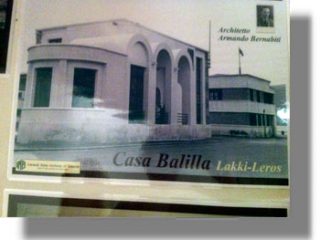 Architetto
Armando Bernabiti
Casa Balilla Lakki-Leros